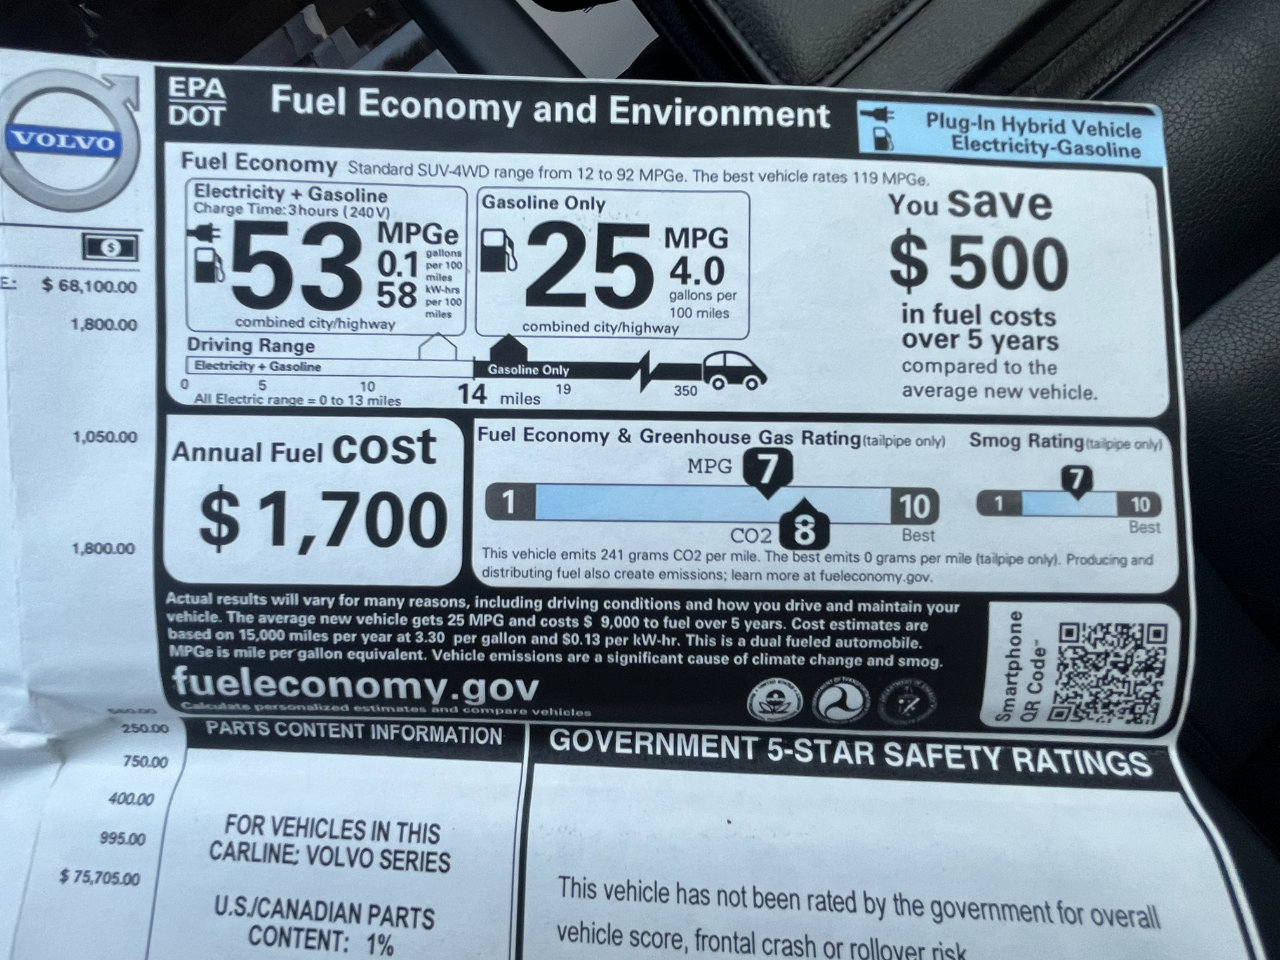 VOLVO
$ 68,100.00
1,800.00
1,050.00
1,800.00
250.00
750.00
400.00
995.00
$ 75,705.00
EPA
DOT
Fuel Economy and Environment
Plug-In Hybrid Vehicle
Electricity-Gasoline
Fuel Economy Standard SUV-4WD range from 12 to 92 MPGe. The best vehicle rates 119 MPGe.
Electricity + Gasoline
Charge Time: 3 hours (240V)
53
MPGe
0.1 gallons per 100 miles
58 kW-hrs per 100 miles
combined city/highway
Gasoline Only
25
MPG
4.0
gallons per
100 miles
combined city/highway
You save
$ 500
in fuel costs
over 5 years
compared to the
average new vehicle.
Driving Range
Electricity + Gasoline
Gasoline Only
0 5 10 14 miles 19 350
All Electric range = 0 to 13 miles
Annual Fuel cost
$ 1,700
Fuel Economy & Greenhouse Gas Rating (tailpipe only)
MPG 7
1 10
CO2 8
Best
Smog Rating (tailpipe only)
7
1 10
Best
This vehicle emits 241 grams CO2 per mile. The best emits 0 grams per mile (tailpipe only). Producing and
distributing fuel also create emissions; learn more at fueleconomy.gov.
Actual results will vary for many reasons, including driving conditions and how you drive and maintain your
vehicle. The average new vehicle gets 25 MPG and costs $ 9,000 to fuel over 5 years. Cost estimates are
based on 15,000 miles per year at 3.30 per gallon and $0.13 per kW-hr. This is a dual fueled automobile.
MPGe is mile per gallon equivalent. Vehicle emissions are a significant cause of climate change and smog.
fueleconomy.gov
Calculate personalized estimates and compare vehicles
Smartphone
QR Code™
PARTS CONTENT INFORMATION
FOR VEHICLES IN THIS
CARLINE: VOLVO SERIES
U.S./CANADIAN PARTS
CONTENT: 1%
GOVERNMENT 5-STAR SAFETY RATINGS
This vehicle has not been rated by the government for overall
vehicle score, frontal crash or rollover risk.